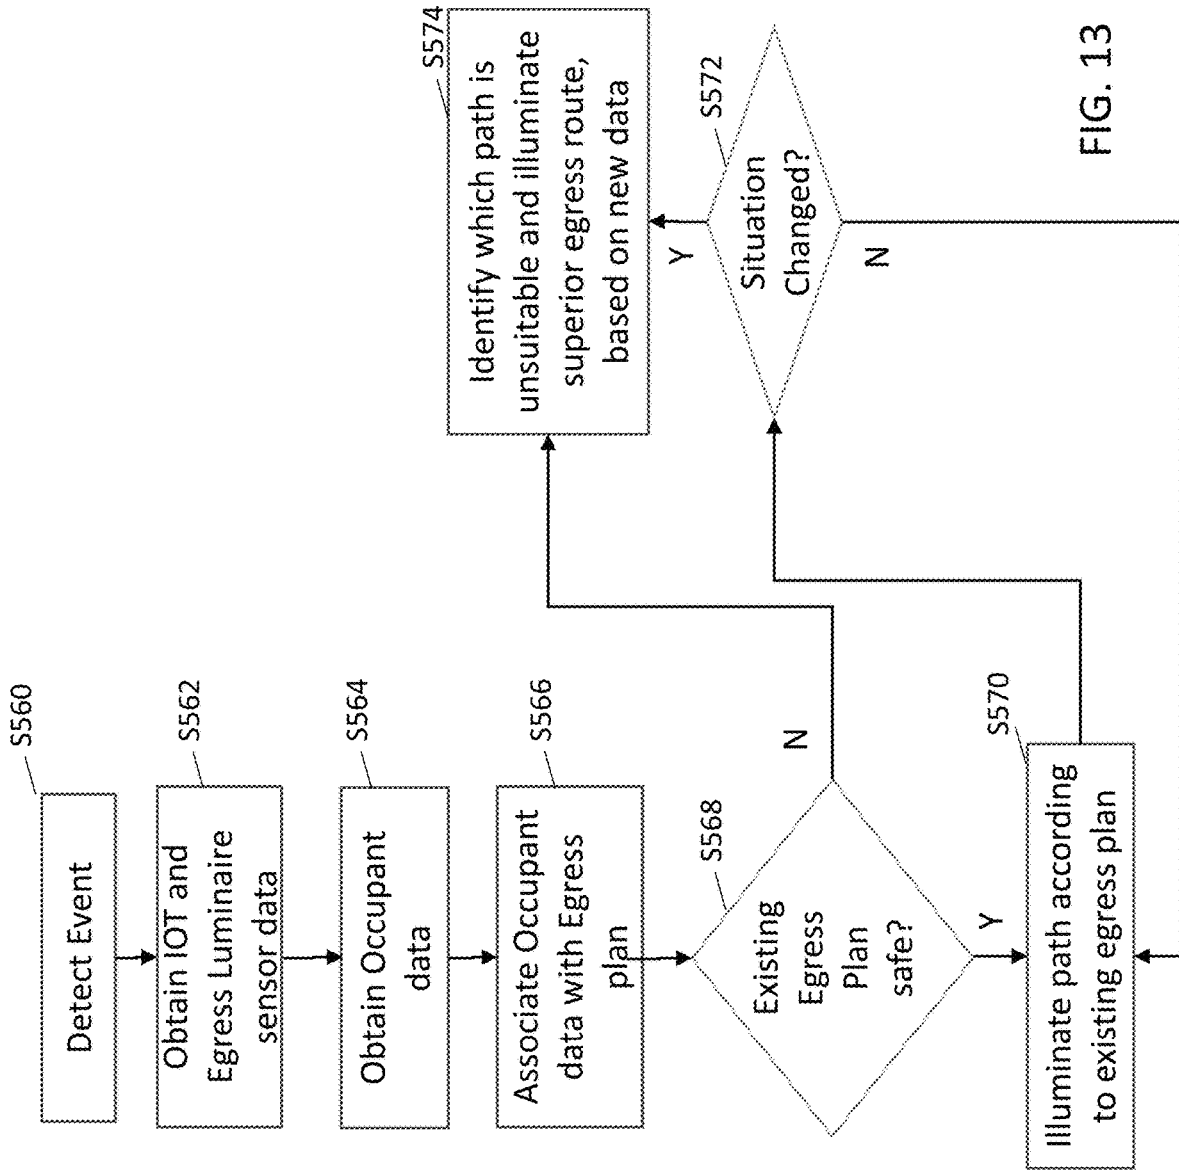 S560
Detect Event
S562
Obtain IOT and
Egress Luminaire
sensor data
S564
Obtain Occupant
data
S566
Associate Occupant
data with Egress
plan
S568
Existing
Egress
Plan
safe?
N
Y
S570
Illuminate path according
to existing egress plan
S574
Identify which path is
unsuitable and illuminate
superior egress route,
based on new data
Y
S572
Situation
Changed?
N
FIG. 13